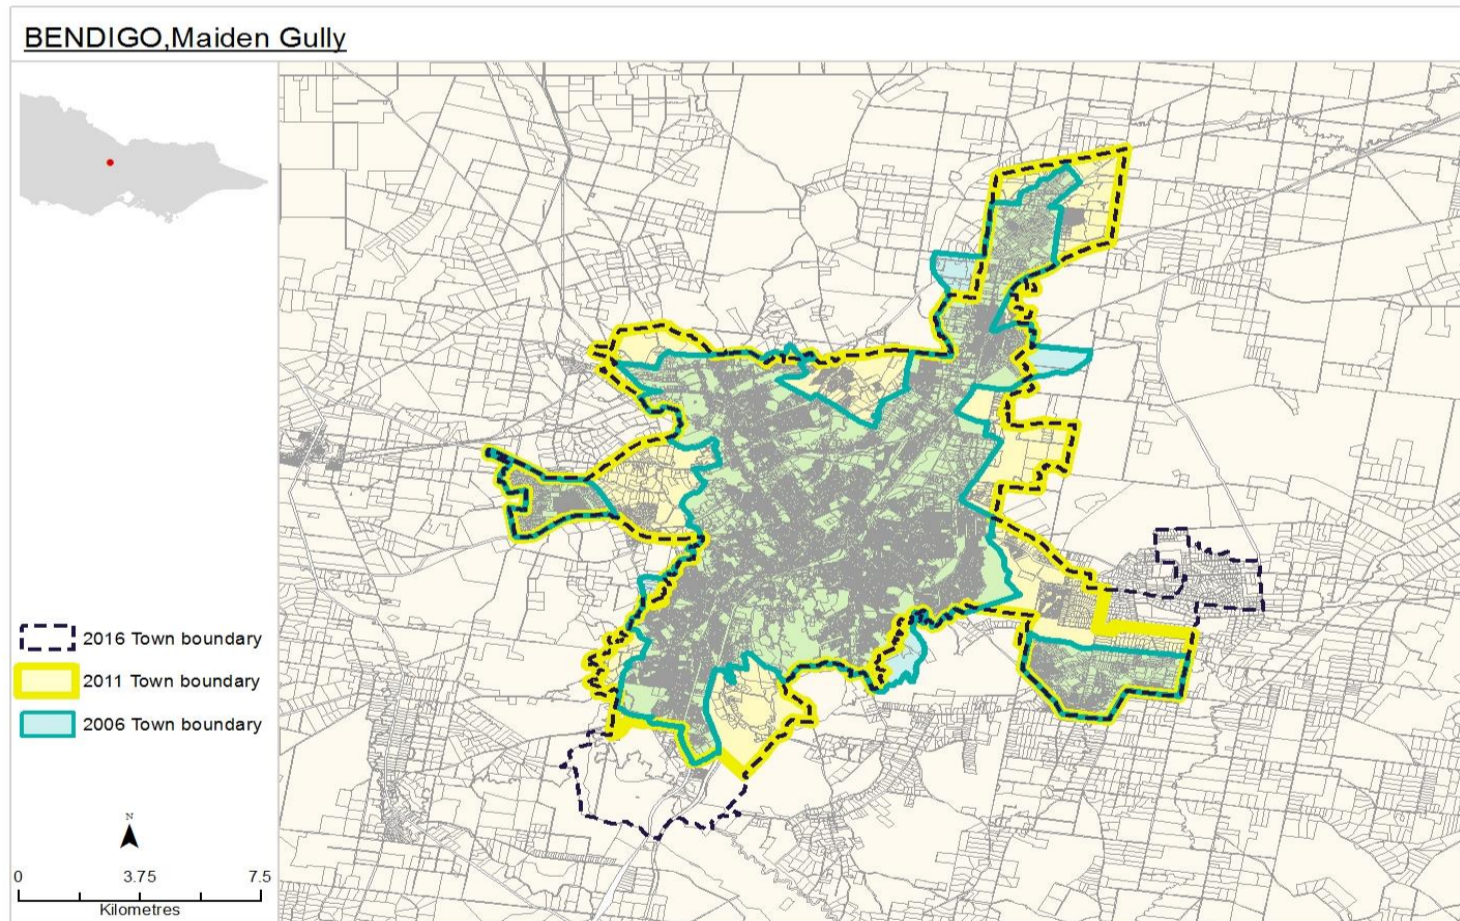 BENDIGO,Maiden Gully
2016 Town boundary
2011 Town boundary
2006 Town boundary
N
0 3.75 7.5
Kilometres